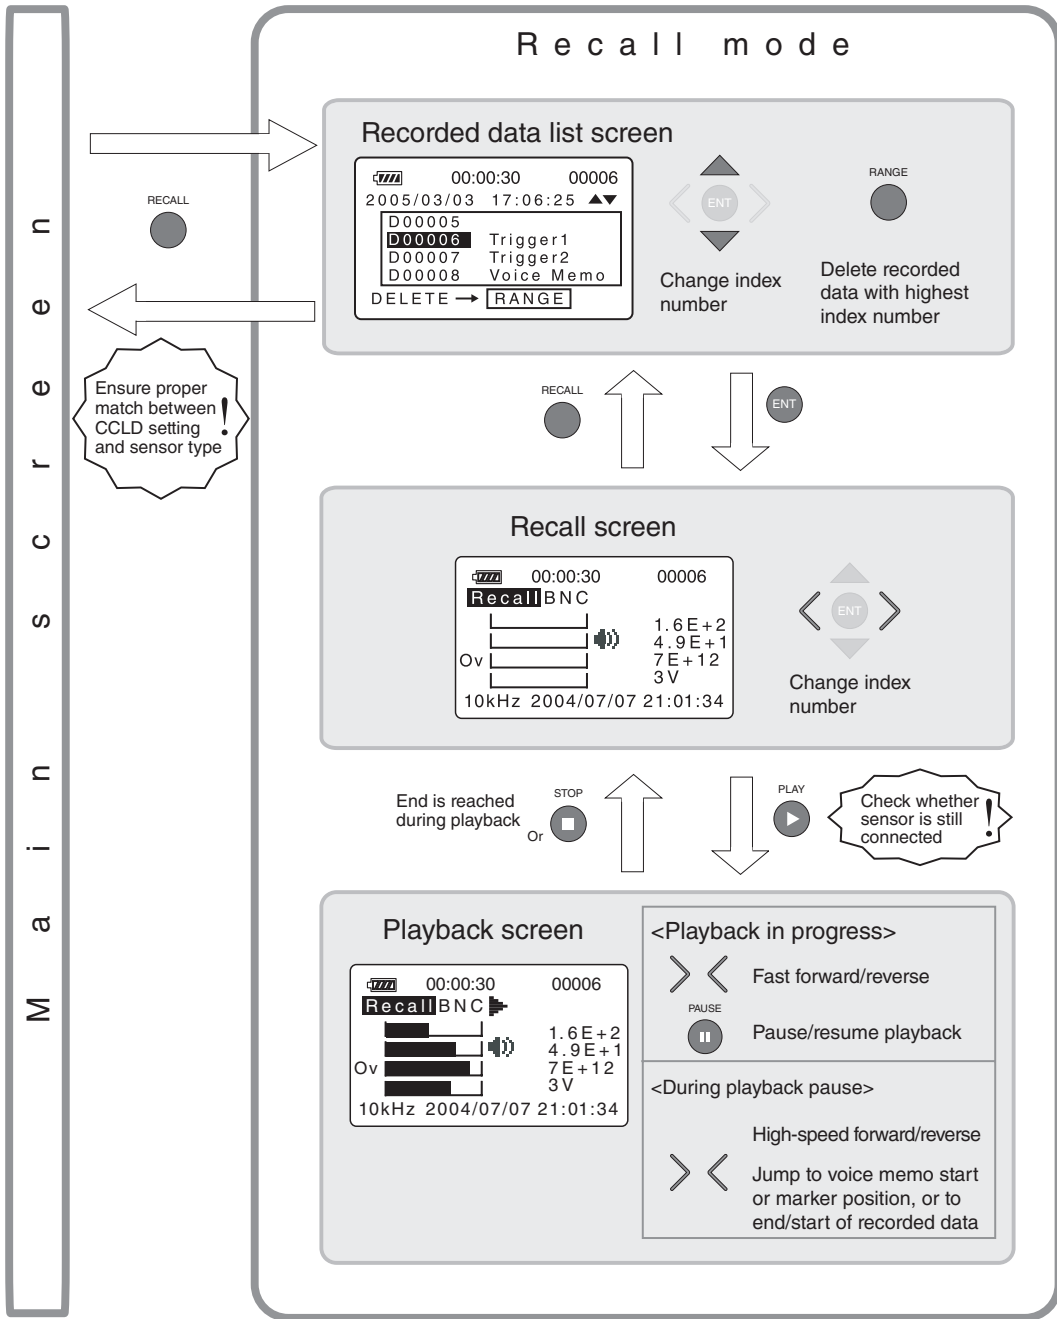 Main screen
Recall mode
Recorded data list screen
00:00:30 00006
2005/03/03 17:06:25 ▲▼
D00005
D00006 Trigger1
D00007 Trigger2
D00008 Voice Memo
DELETE → RANGE
ENT
Change index
number
RANGE
Delete recorded
data with highest
index number
RECALL
Ensure proper
match between
CCLD setting
and sensor type
!
RECALL
ENT
Recall screen
00:00:30 00006
Recall BNC
1.6E+2
4.9E+1
Ov 7E+12
3V
10kHz 2004/07/07 21:01:34
ENT
Change index
number
End is reached
during playback
Or
STOP
PLAY
Check whether
sensor is still
connected
!
Playback screen
00:00:30 00006
Recall BNC
1.6E+2
4.9E+1
Ov 7E+12
3V
10kHz 2004/07/07 21:01:34
<Playback in progress>
Fast forward/reverse
PAUSE
Pause/resume playback
<During playback pause>
High-speed forward/reverse
Jump to voice memo start
or marker position, or to
end/start of recorded data